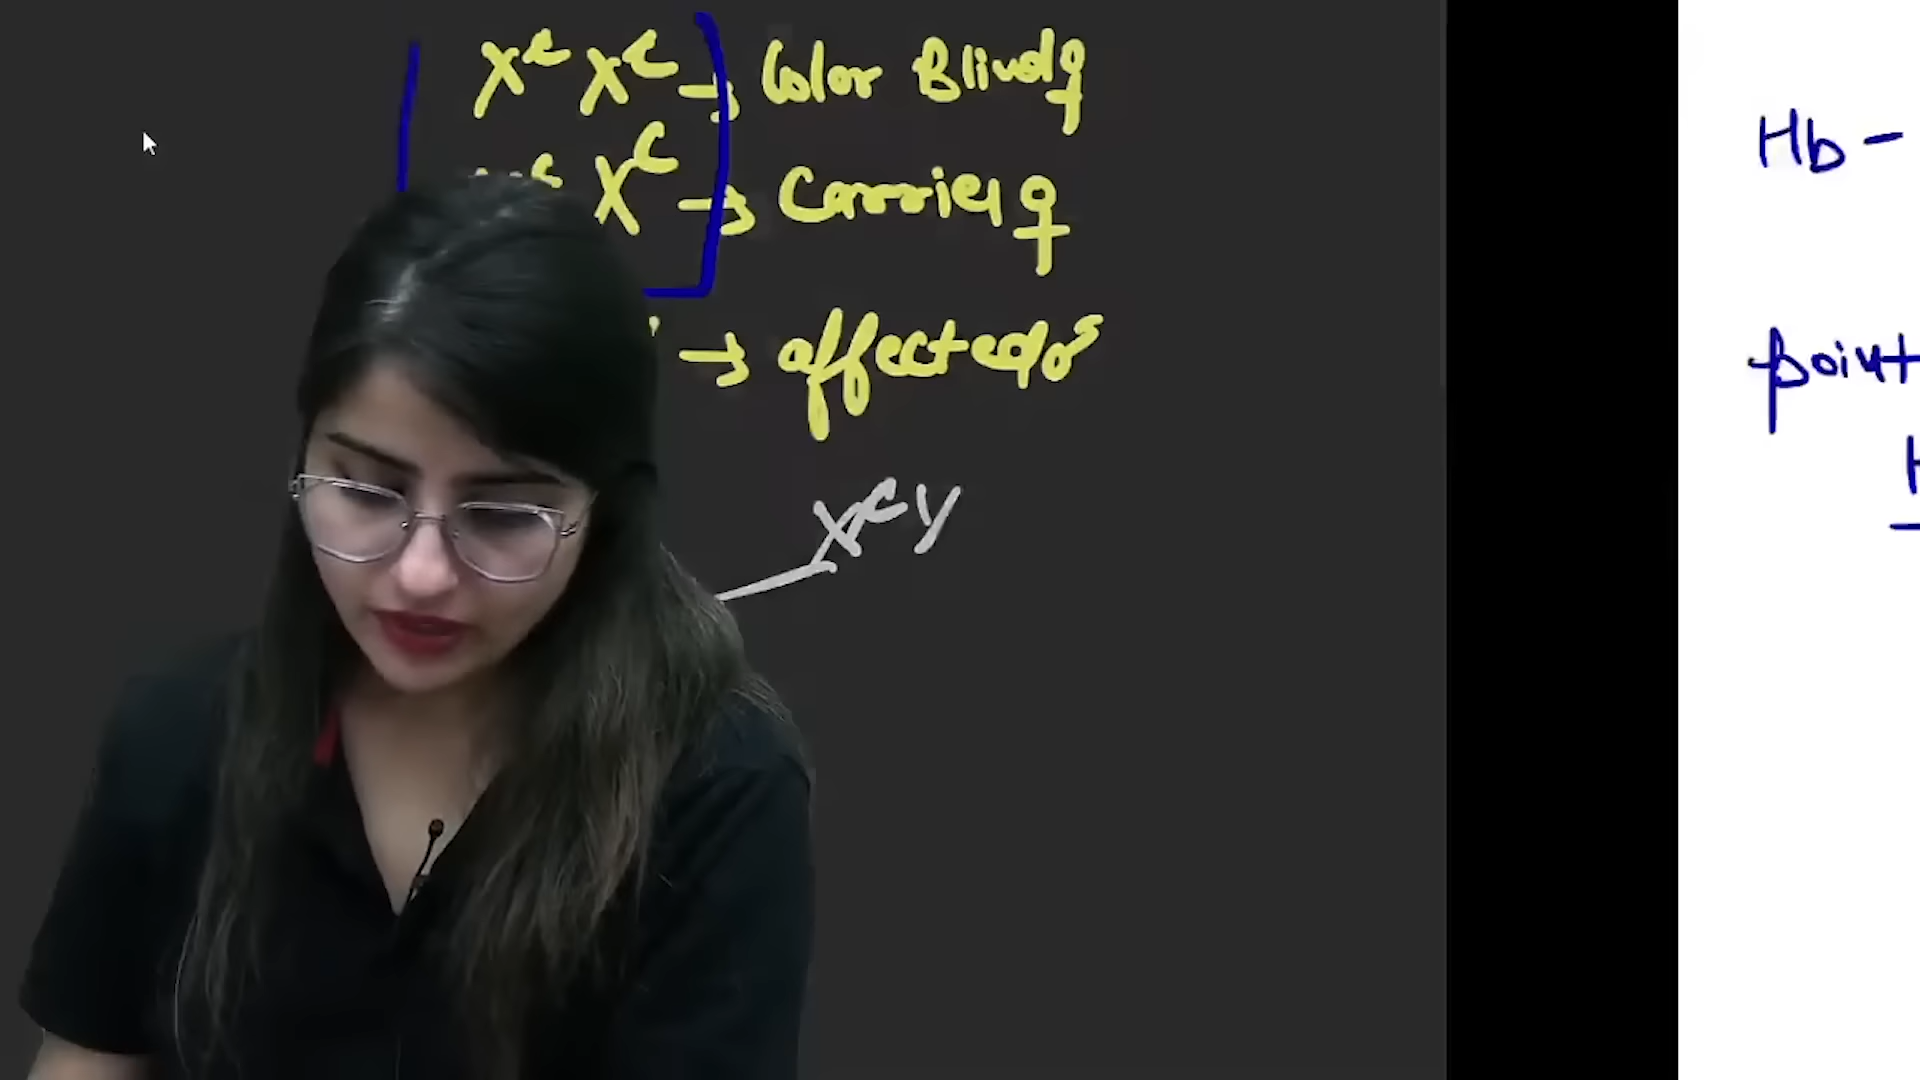 X^c X^c → Color Blind ♀
X^C → Carrier ♀
→ affected ♂
X^c Y
Hb -
point